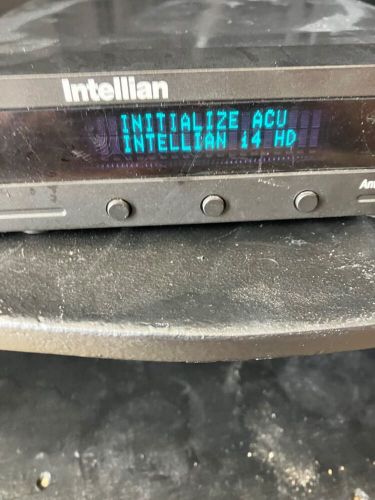 Intellian
INITIALIZE ACU
INTELLIAN i4 HD